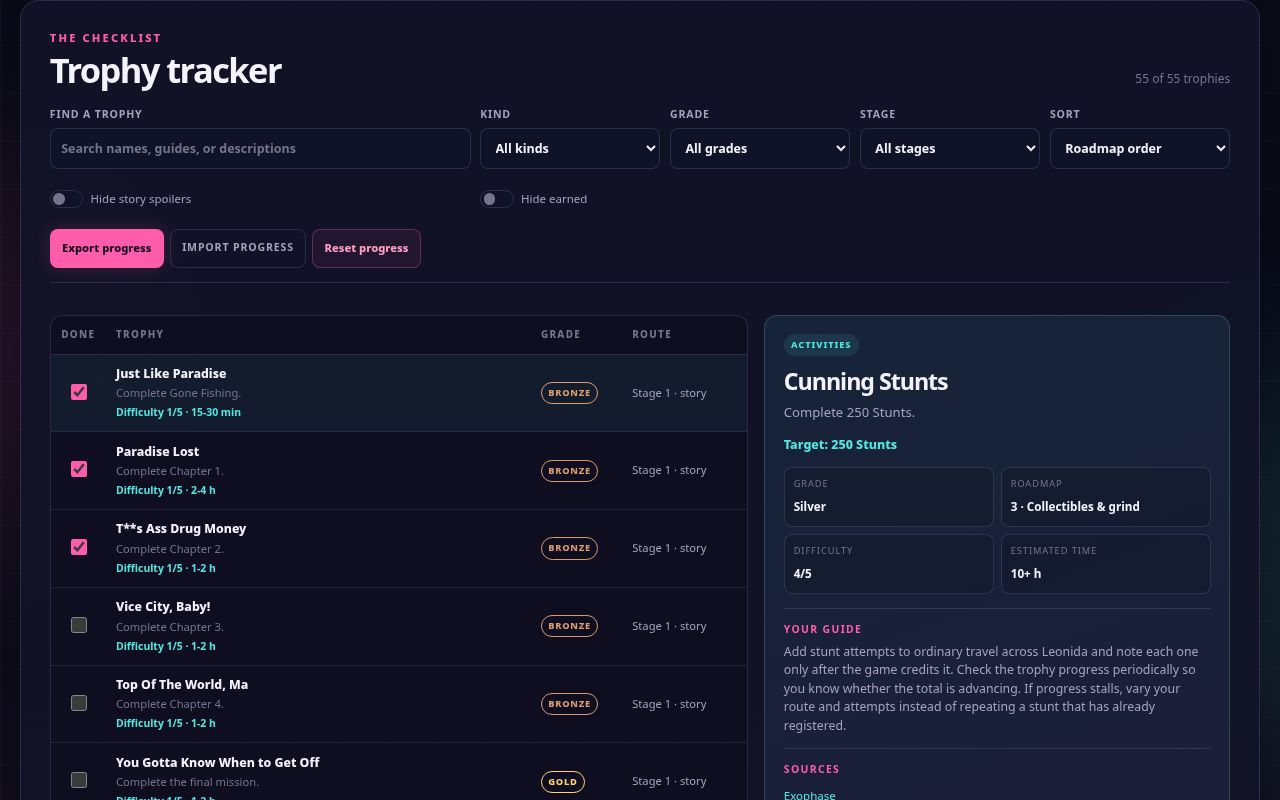 THE CHECKLIST
Trophy tracker
55 of 55 trophies
FIND A TROPHY
KIND
GRADE
STAGE
SORT
Search names, guides, or descriptions
All kinds
All grades
All stages
Roadmap order
Hide story spoilers
Hide earned
Export progress
IMPORT PROGRESS
Reset progress
DONE
TROPHY
GRADE
ROUTE
Just Like Paradise
Complete Gone Fishing.
Difficulty 1/5 · 15-30 min
BRONZE
Stage 1 · story
Paradise Lost
Complete Chapter 1.
Difficulty 1/5 · 2-4 h
BRONZE
Stage 1 · story
T**s Ass Drug Money
Complete Chapter 2.
Difficulty 1/5 · 1-2 h
BRONZE
Stage 1 · story
Vice City, Baby!
Complete Chapter 3.
Difficulty 1/5 · 1-2 h
BRONZE
Stage 1 · story
Top Of The World, Ma
Complete Chapter 4.
Difficulty 1/5 · 1-2 h
BRONZE
Stage 1 · story
You Gotta Know When to Get Off
Complete the final mission.
Difficulty 1/5 · 1-2 h
GOLD
Stage 1 · story
ACTIVITIES
Cunning Stunts
Complete 250 Stunts.
Target: 250 Stunts
GRADE
Silver
ROADMAP
3 · Collectibles & grind
DIFFICULTY
4/5
ESTIMATED TIME
10+ h
YOUR GUIDE
Add stunt attempts to ordinary travel across Leonida and note each one
only after the game credits it. Check the trophy progress periodically so
you know whether the total is advancing. If progress stalls, vary your
route and attempts instead of repeating a stunt that has already
registered.
SOURCES
Exophase